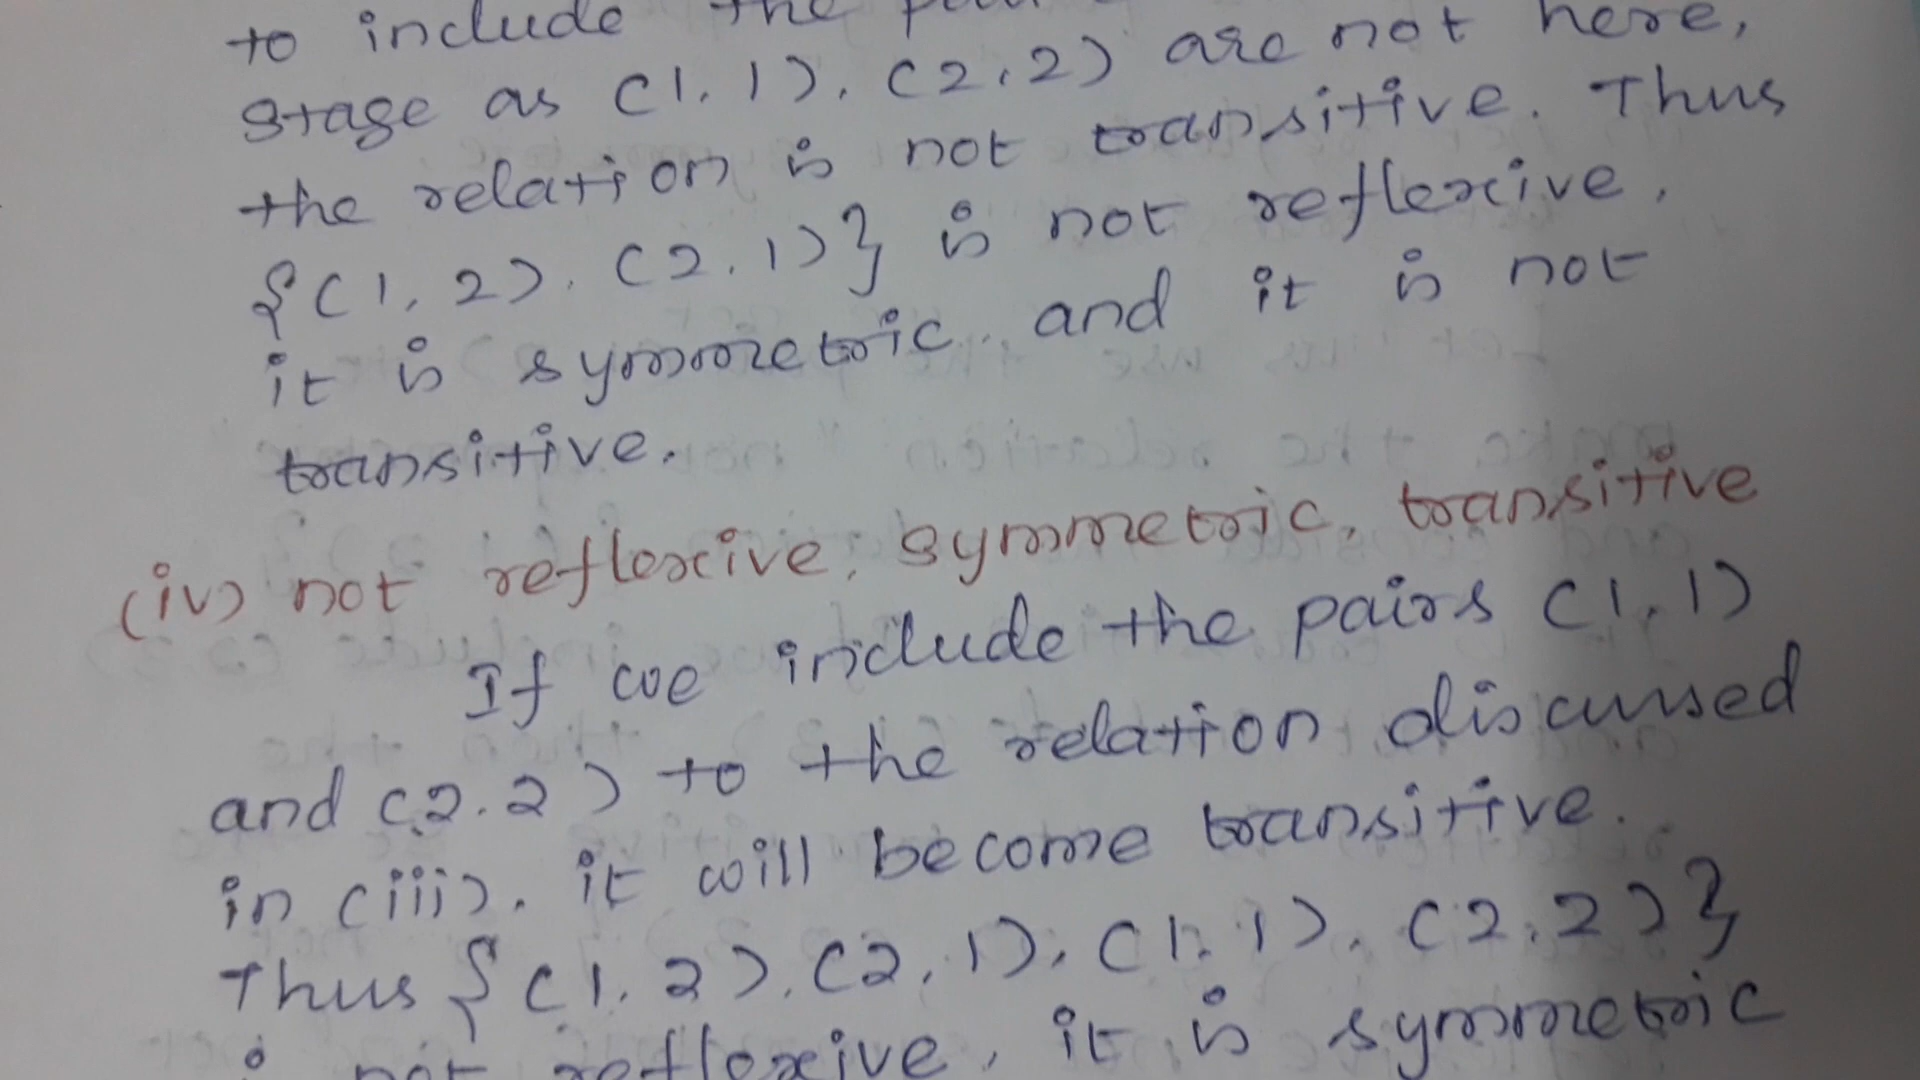 to include the
stage as (1, 1), (2, 2) are not here,
the relation is not transitive. Thus
{(1, 2), (2, 1)} is not reflexive,
it is symmetric and it is not
transitive.
(iv) not reflexive, symmetric, transitive
If we include the pairs (1, 1)
and (2, 2) to the relation discussed
in (iii), it will become transitive.
Thus {(1, 2), (2, 1), (1, 1), (2, 2)}
not reflexive, it is symmetric